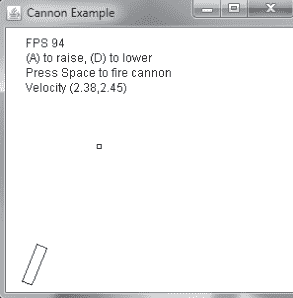 Cannon Example
FPS 94
(A) to raise, (D) to lower
Press Space to fire cannon
Velocity (2.38,2.45)